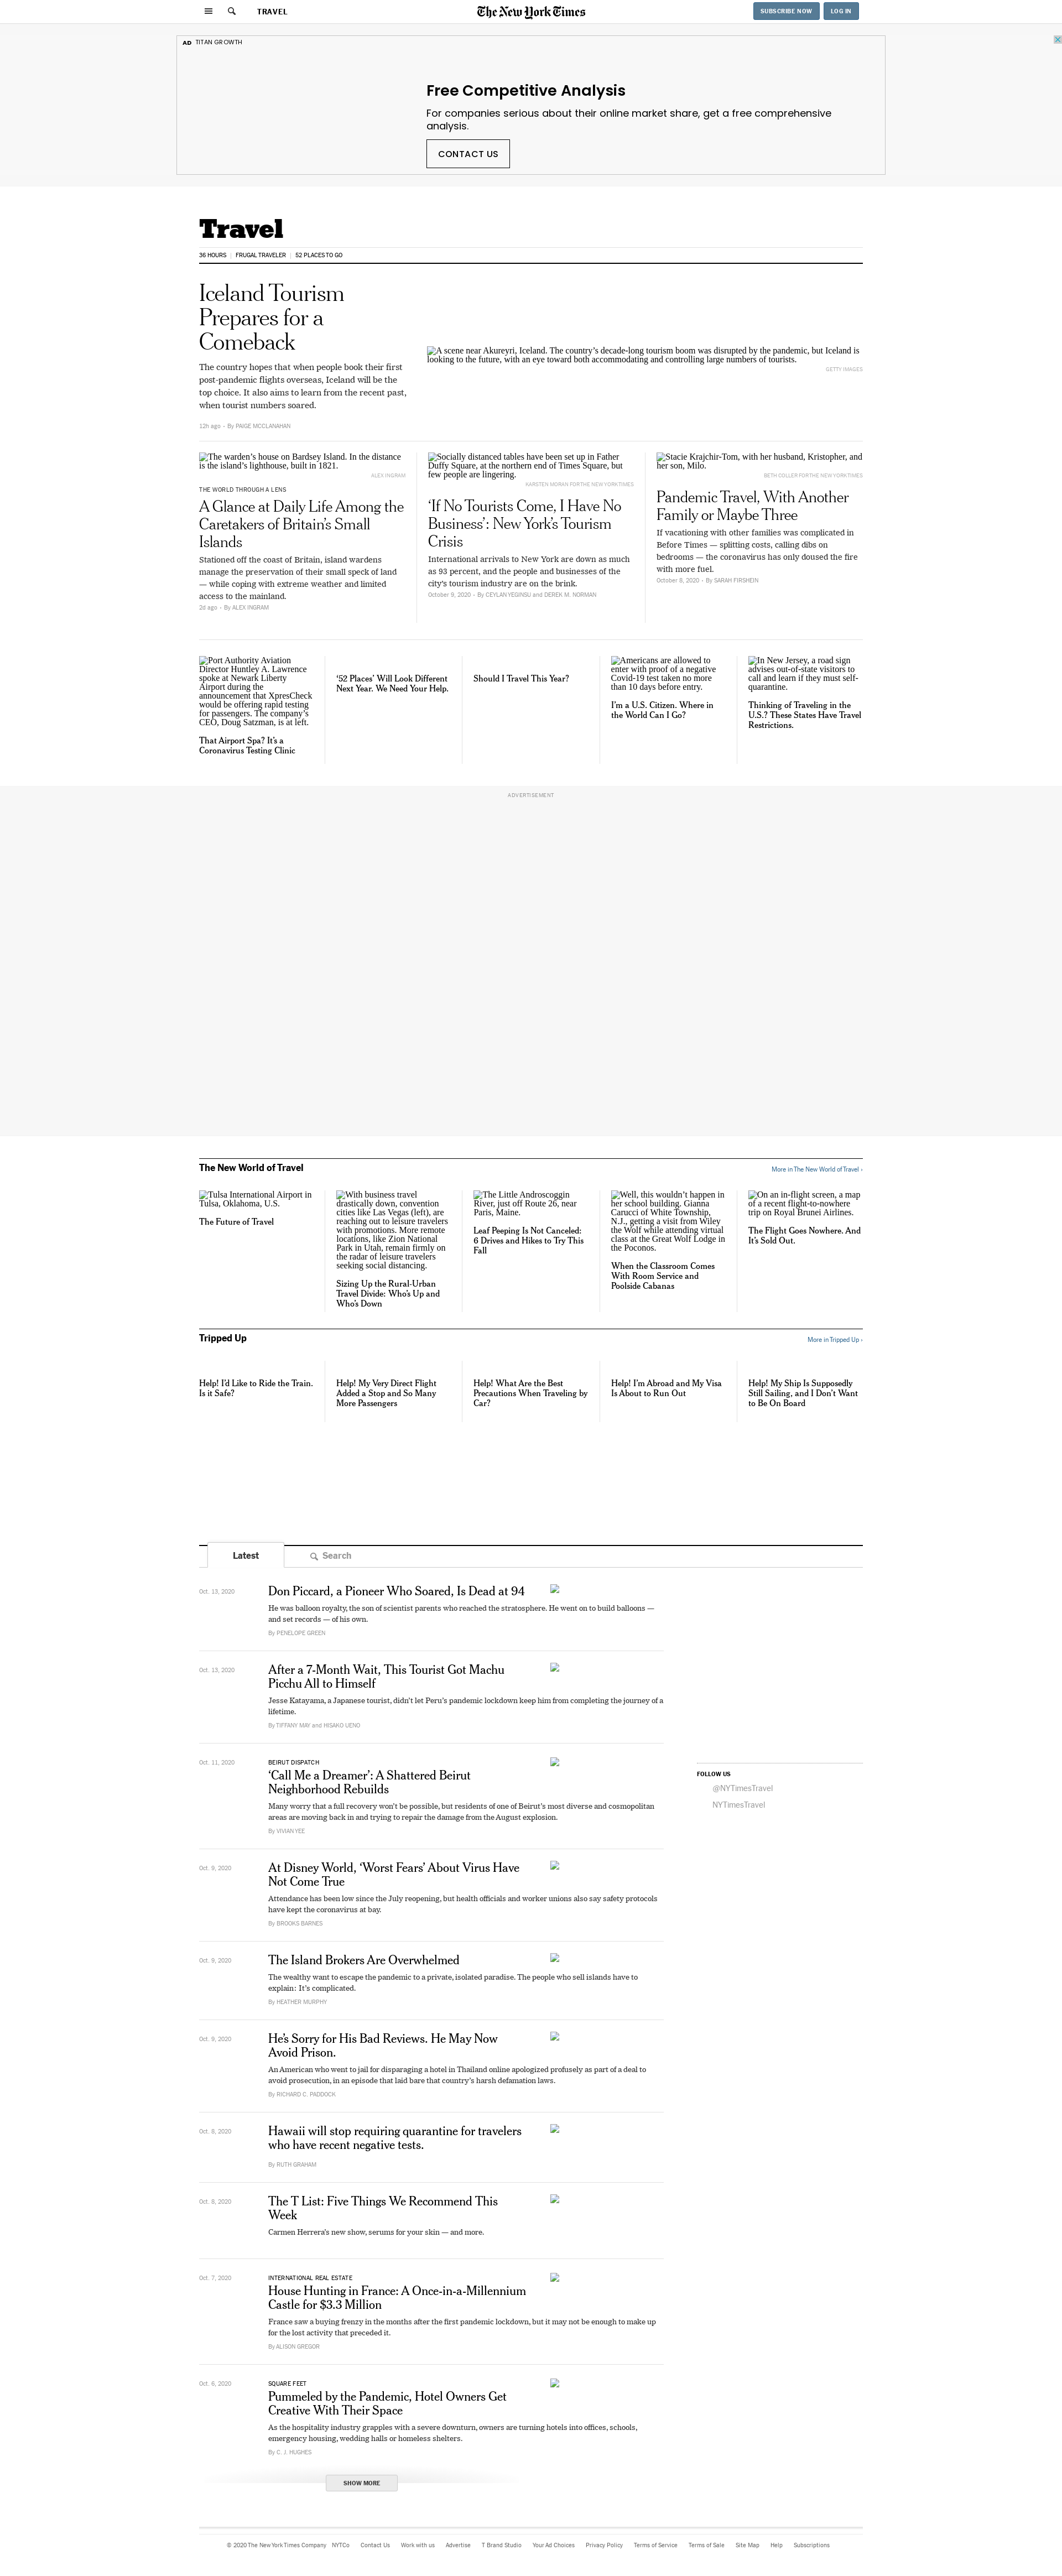 TRAVEL
The New York Times
SUBSCRIBE NOW
LOG IN
AD TITAN GROWTH
Free Competitive Analysis
For companies serious about their online market share, get a free comprehensive
analysis.
CONTACT US
Travel
36 HOURS
FRUGAL TRAVELER
52 PLACES TO GO
Iceland Tourism
Prepares for a
Comeback
The country hopes that when people book their first
post-pandemic flights overseas, Iceland will be the
top choice. It also aims to learn from the recent past,
when tourist numbers soared.
12h ago - By PAIGE MCCLANAHAN
A scene near Akureyri, Iceland. The country’s decade-long tourism boom was disrupted by the pandemic, but Iceland is
looking to the future, with an eye toward both accommodating and controlling large numbers of tourists.
GETTY IMAGES
The warden’s house on Bardsey Island. In the distance
is the island’s lighthouse, built in 1821.
ALEX INGRAM
THE WORLD THROUGH A LENS
A Glance at Daily Life Among the
Caretakers of Britain’s Small
Islands
Stationed off the coast of Britain, island wardens
manage the preservation of their small speck of land
— while coping with extreme weather and limited
access to the mainland.
2d ago - By ALEX INGRAM
Socially distanced tables have been set up in Father
Duffy Square, at the northern end of Times Square, but
few people are lingering.
KARSTEN MORAN FOR THE NEW YORK TIMES
‘If No Tourists Come, I Have No
Business’: New York’s Tourism
Crisis
International arrivals to New York are down as much
as 93 percent, and the people and businesses of the
city’s tourism industry are on the brink.
October 9, 2020 - By CEYLAN YEGINSU and DEREK M. NORMAN
Stacie Krajchir-Tom, with her husband, Kristopher, and
her son, Milo.
BETH COLLER FOR THE NEW YORK TIMES
Pandemic Travel, With Another
Family or Maybe Three
If vacationing with other families was complicated in
Before Times — splitting costs, calling dibs on
bedrooms — the coronavirus has only doused the fire
with more fuel.
October 8, 2020 - By SARAH FIRSHEIN
Port Authority Aviation
Director Huntley A. Lawrence
spoke at Newark Liberty
Airport during the
announcement that XpresCheck
would be offering rapid testing
for passengers. The company’s
CEO, Doug Satzman, is at left.
That Airport Spa? It’s a
Coronavirus Testing Clinic
‘52 Places’ Will Look Different
Next Year. We Need Your Help.
Should I Travel This Year?
Americans are allowed to
enter with proof of a negative
Covid-19 test taken no more
than 10 days before entry.
I’m a U.S. Citizen. Where in
the World Can I Go?
In New Jersey, a road sign
advises out-of-state visitors to
call and learn if they must self-
quarantine.
Thinking of Traveling in the
U.S.? These States Have Travel
Restrictions.
ADVERTISEMENT
The New World of Travel
More in The New World of Travel ›
Tulsa International Airport in
Tulsa, Oklahoma, U.S.
The Future of Travel
With business travel
drastically down, convention
cities like Las Vegas (left), are
reaching out to leisure travelers
with promotions. More remote
locations, like Zion National
Park in Utah, remain firmly on
the radar of leisure travelers
seeking social distancing.
Sizing Up the Rural-Urban
Travel Divide: Who’s Up and
Who’s Down
The Little Androscoggin
River, just off Route 26, near
Paris, Maine.
Leaf Peeping Is Not Canceled:
6 Drives and Hikes to Try This
Fall
Well, this wouldn’t happen in
her school building. Gianna
Carucci of White Township,
N.J., getting a visit from Wiley
the Wolf while attending virtual
class at the Great Wolf Lodge in
the Poconos.
When the Classroom Comes
With Room Service and
Poolside Cabanas
On an in-flight screen, a map
of a recent flight-to-nowhere
trip on Royal Brunei Airlines.
The Flight Goes Nowhere. And
It’s Sold Out.
Tripped Up
More in Tripped Up ›
Help! I’d Like to Ride the Train.
Is it Safe?
Help! My Very Direct Flight
Added a Stop and So Many
More Passengers
Help! What Are the Best
Precautions When Traveling by
Car?
Help! I’m Abroad and My Visa
Is About to Run Out
Help! My Ship Is Supposedly
Still Sailing, and I Don’t Want
to Be On Board
Latest
Search
Oct. 13, 2020
Don Piccard, a Pioneer Who Soared, Is Dead at 94
He was balloon royalty, the son of scientist parents who reached the stratosphere. He went on to build balloons —
and set records — of his own.
By PENELOPE GREEN
Oct. 13, 2020
After a 7-Month Wait, This Tourist Got Machu
Picchu All to Himself
Jesse Katayama, a Japanese tourist, didn’t let Peru’s pandemic lockdown keep him from completing the journey of a
lifetime.
By TIFFANY MAY and HISAKO UENO
Oct. 11, 2020
BEIRUT DISPATCH
‘Call Me a Dreamer’: A Shattered Beirut
Neighborhood Rebuilds
Many worry that a full recovery won’t be possible, but residents of one of Beirut’s most diverse and cosmopolitan
areas are moving back in and trying to repair the damage from the August explosion.
By VIVIAN YEE
FOLLOW US
@NYTimesTravel
NYTimesTravel
Oct. 9, 2020
At Disney World, ‘Worst Fears’ About Virus Have
Not Come True
Attendance has been low since the July reopening, but health officials and worker unions also say safety protocols
have kept the coronavirus at bay.
By BROOKS BARNES
Oct. 9, 2020
The Island Brokers Are Overwhelmed
The wealthy want to escape the pandemic to a private, isolated paradise. The people who sell islands have to
explain: It’s complicated.
By HEATHER MURPHY
Oct. 9, 2020
He’s Sorry for His Bad Reviews. He May Now
Avoid Prison.
An American who went to jail for disparaging a hotel in Thailand online apologized profusely as part of a deal to
avoid prosecution, in an episode that laid bare that country’s harsh defamation laws.
By RICHARD C. PADDOCK
Oct. 8, 2020
Hawaii will stop requiring quarantine for travelers
who have recent negative tests.
By RUTH GRAHAM
Oct. 8, 2020
The T List: Five Things We Recommend This
Week
Carmen Herrera’s new show, serums for your skin — and more.
Oct. 7, 2020
INTERNATIONAL REAL ESTATE
House Hunting in France: A Once-in-a-Millennium
Castle for $3.3 Million
France saw a buying frenzy in the months after the first pandemic lockdown, but it may not be enough to make up
for the lost activity that preceded it.
By ALISON GREGOR
Oct. 6, 2020
SQUARE FEET
Pummeled by the Pandemic, Hotel Owners Get
Creative With Their Space
As the hospitality industry grapples with a severe downturn, owners are turning hotels into offices, schools,
emergency housing, wedding halls or homeless shelters.
By C. J. HUGHES
SHOW MORE
© 2020 The New York Times Company NYTCo Contact Us Work with us Advertise T Brand Studio Your Ad Choices Privacy Policy Terms of Service Terms of Sale Site Map Help Subscriptions